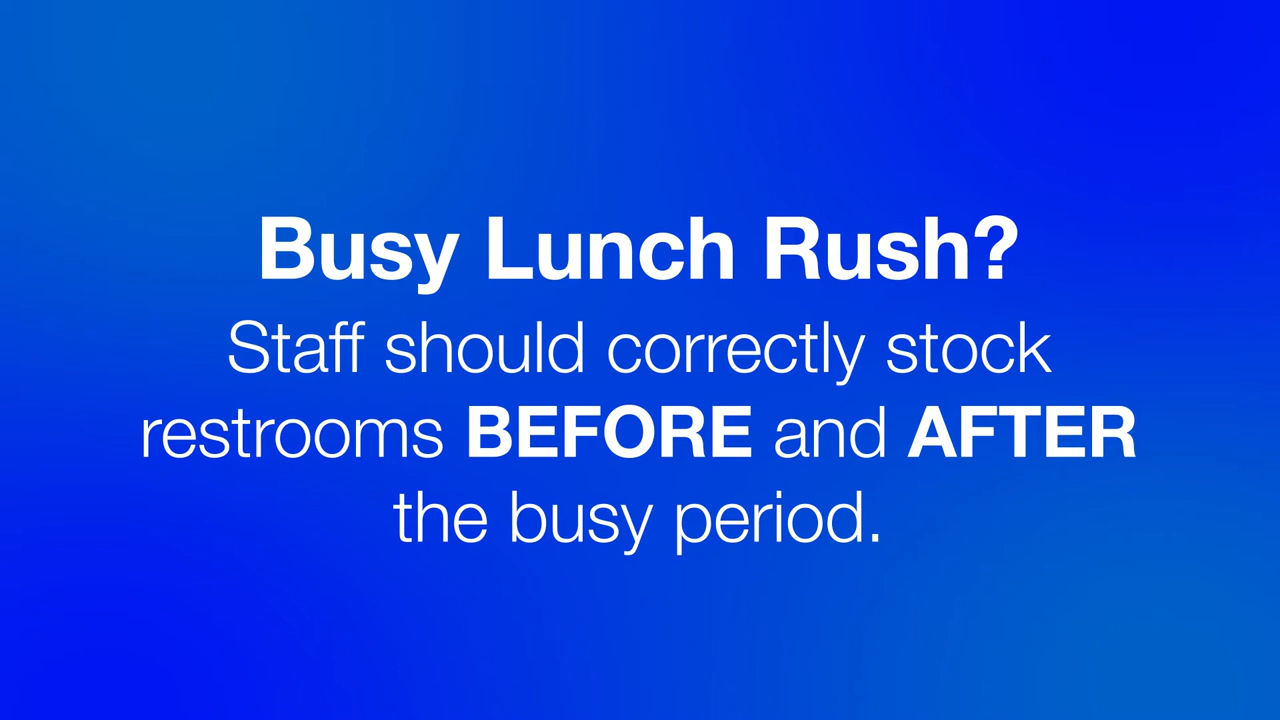 Busy Lunch Rush?
Staff should correctly stock
restrooms BEFORE and AFTER
the busy period.